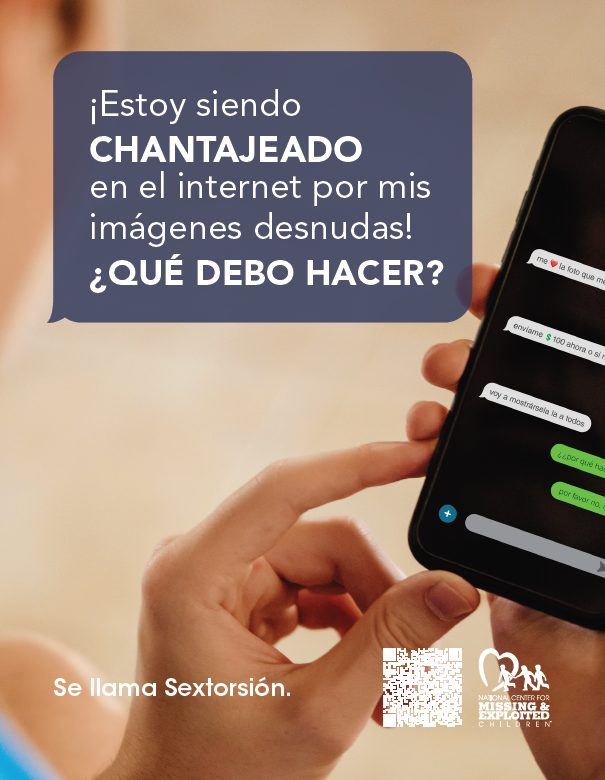 ¡Estoy siendo
CHANTAJEADO
en el internet por mis
imágenes desnudas!
¿QUÉ DEBO HACER?
me ❤️ la foto que
envíame $100 ahora o si
voy a mostrársela la a todos
¿¿por qué
por favor no,
Se llama Sextorsión.
NATIONAL CENTER FOR
MISSING &
EXPLOITED
CHILDREN